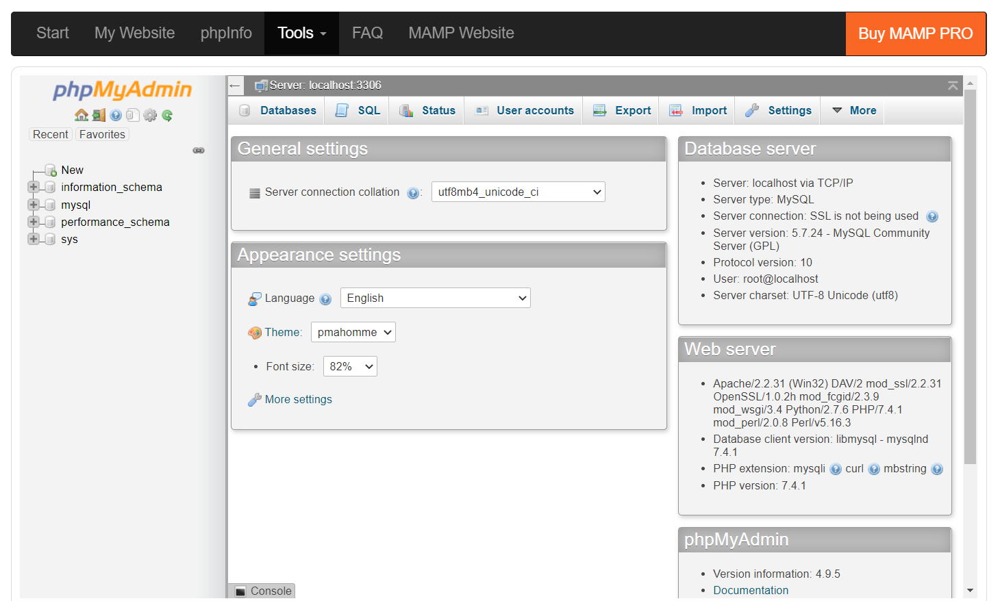 Start
My Website
phpInfo
Tools
FAQ
MAMP Website
Buy MAMP PRO
phpMyAdmin
Recent
Favorites
New
information_schema
mysql
performance_schema
sys
Server: localhost:3306
Databases
SQL
Status
User accounts
Export
Import
Settings
More
General settings
Server connection collation :
utf8mb4_unicode_ci
Appearance settings
Language
English
Theme:
pmahomme
Font size:
82%
More settings
Database server
Server: localhost via TCP/IP
Server type: MySQL
Server connection: SSL is not being used
Server version: 5.7.24 - MySQL Community
Server (GPL)
Protocol version: 10
User: root@localhost
Server charset: UTF-8 Unicode (utf8)
Web server
Apache/2.2.31 (Win32) DAV/2 mod_ssl/2.2.31
OpenSSL/1.0.2h mod_fcgid/2.3.9
mod_wsgi/3.4 Python/2.7.6 PHP/7.4.1
mod_perl/2.0.8 Perl/v5.16.3
Database client version: libmysql - mysqlnd
7.4.1
PHP extension: mysqli curl mbstring
PHP version: 7.4.1
phpMyAdmin
Version information: 4.9.5
Documentation
Console